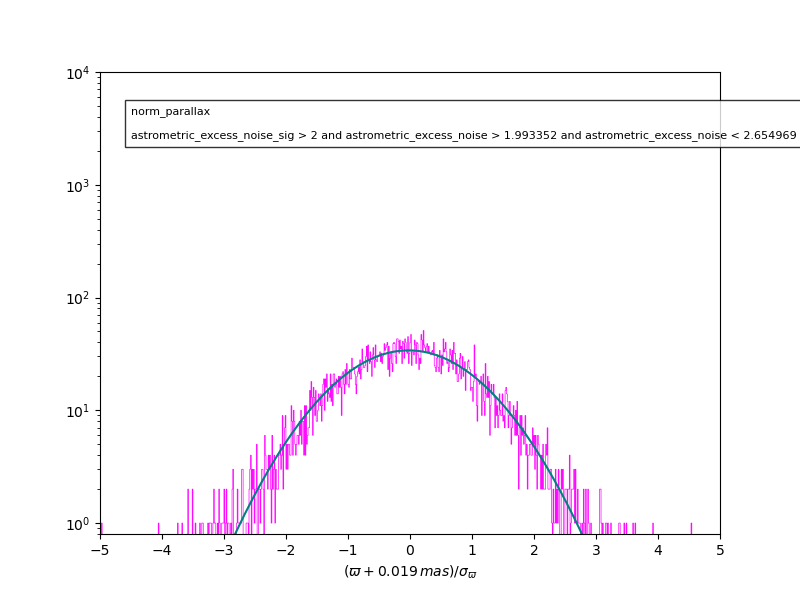 10^4
norm_parallax
astrometric_excess_noise_sig > 2 and astrometric_excess_noise > 1.993352 and astrometric_excess_noise < 2.654969
10^3
10^2
10^1
10^0
−5 −4 −3 −2 −1 0 1 2 3 4 5
(ϖ + 0.019 mas)/σ_ϖ